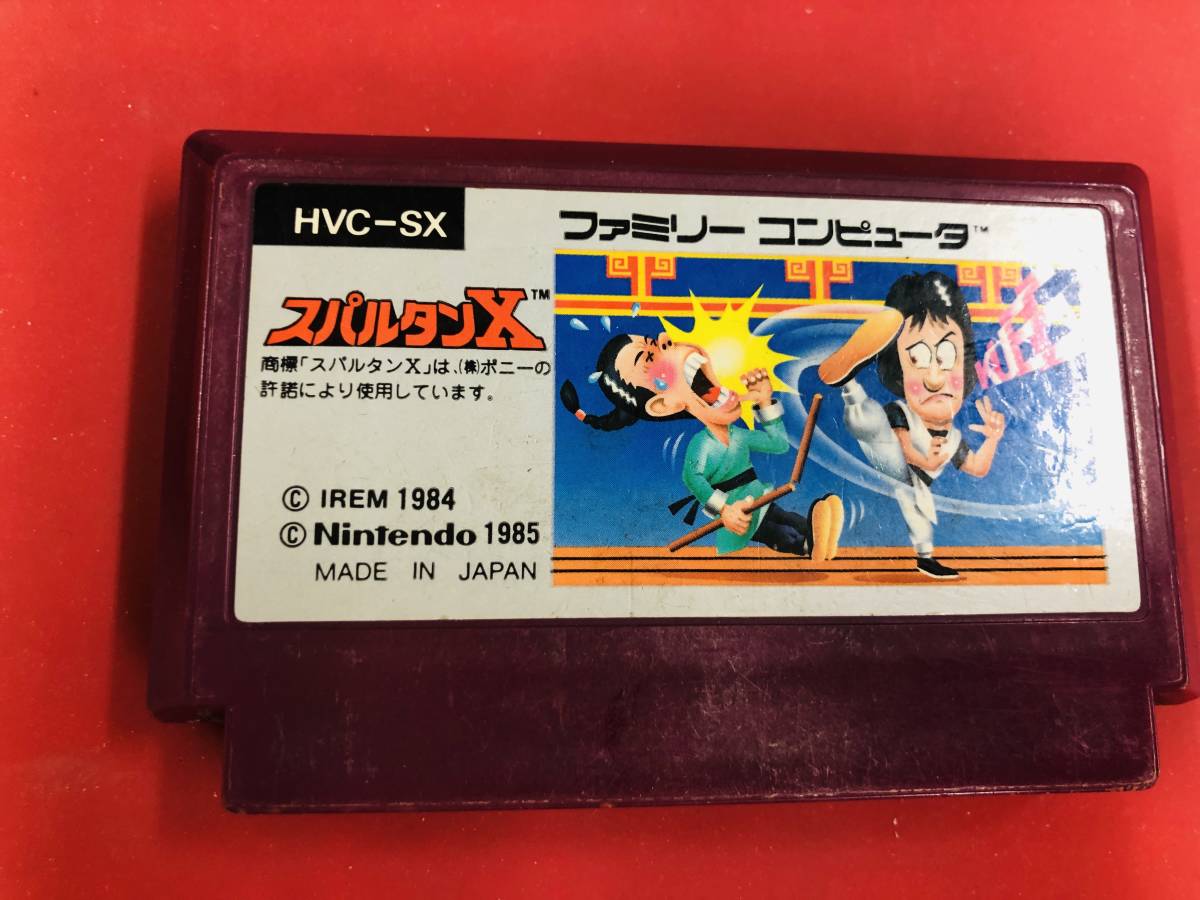 HVC-SX
ファミリー コンピュータ™
スパルタンX™
商標「スパルタンX」は、(株)ポニーの
許諾により使用しています。
© IREM 1984
© Nintendo 1985
MADE IN JAPAN